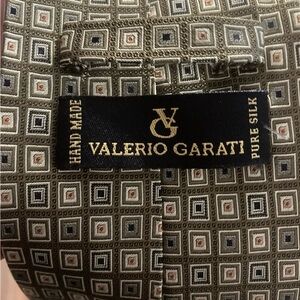 HAND MADE
VG
VALERIO GARATI
PURE SILK